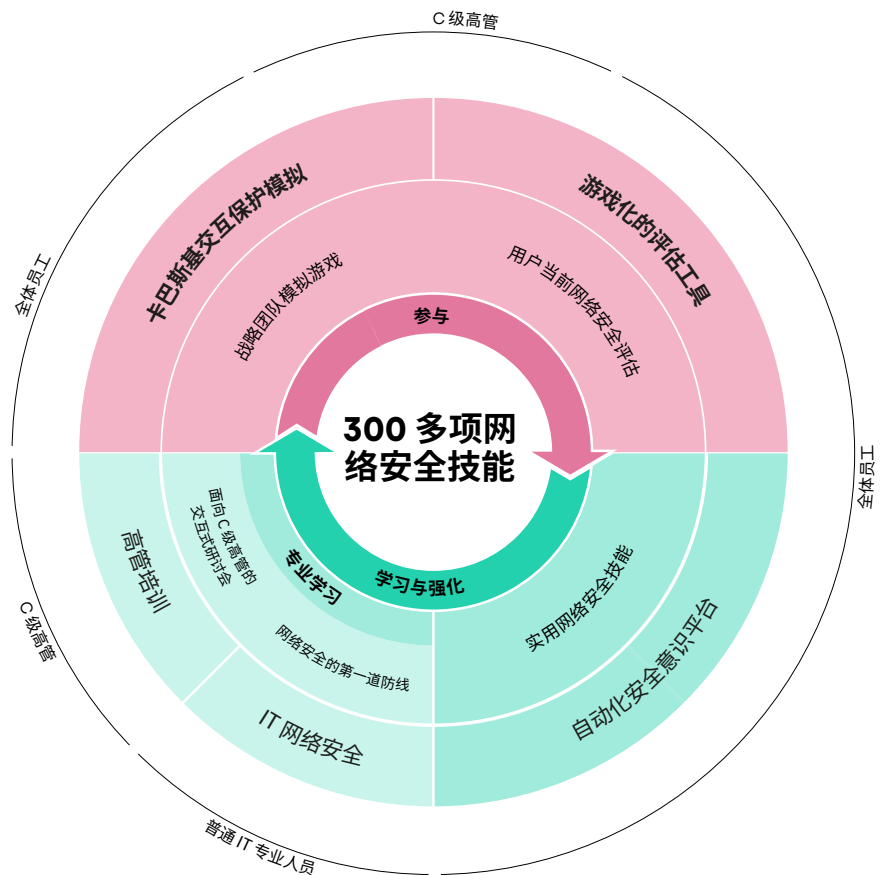 C 级高管
卡巴斯基交互保护模拟
游戏化的评估工具
战略团队模拟游戏
用户当前网络安全评估
全体员工
参与
300 多项网
络安全技能
全体员工
面向 C 级高管的
交互式研讨会
高管培训
专业学习
学习与强化
实用网络安全技能
网络安全的第一道防线
自动化安全意识平台
C 级高管
IT 网络安全
普通 IT 专业人员